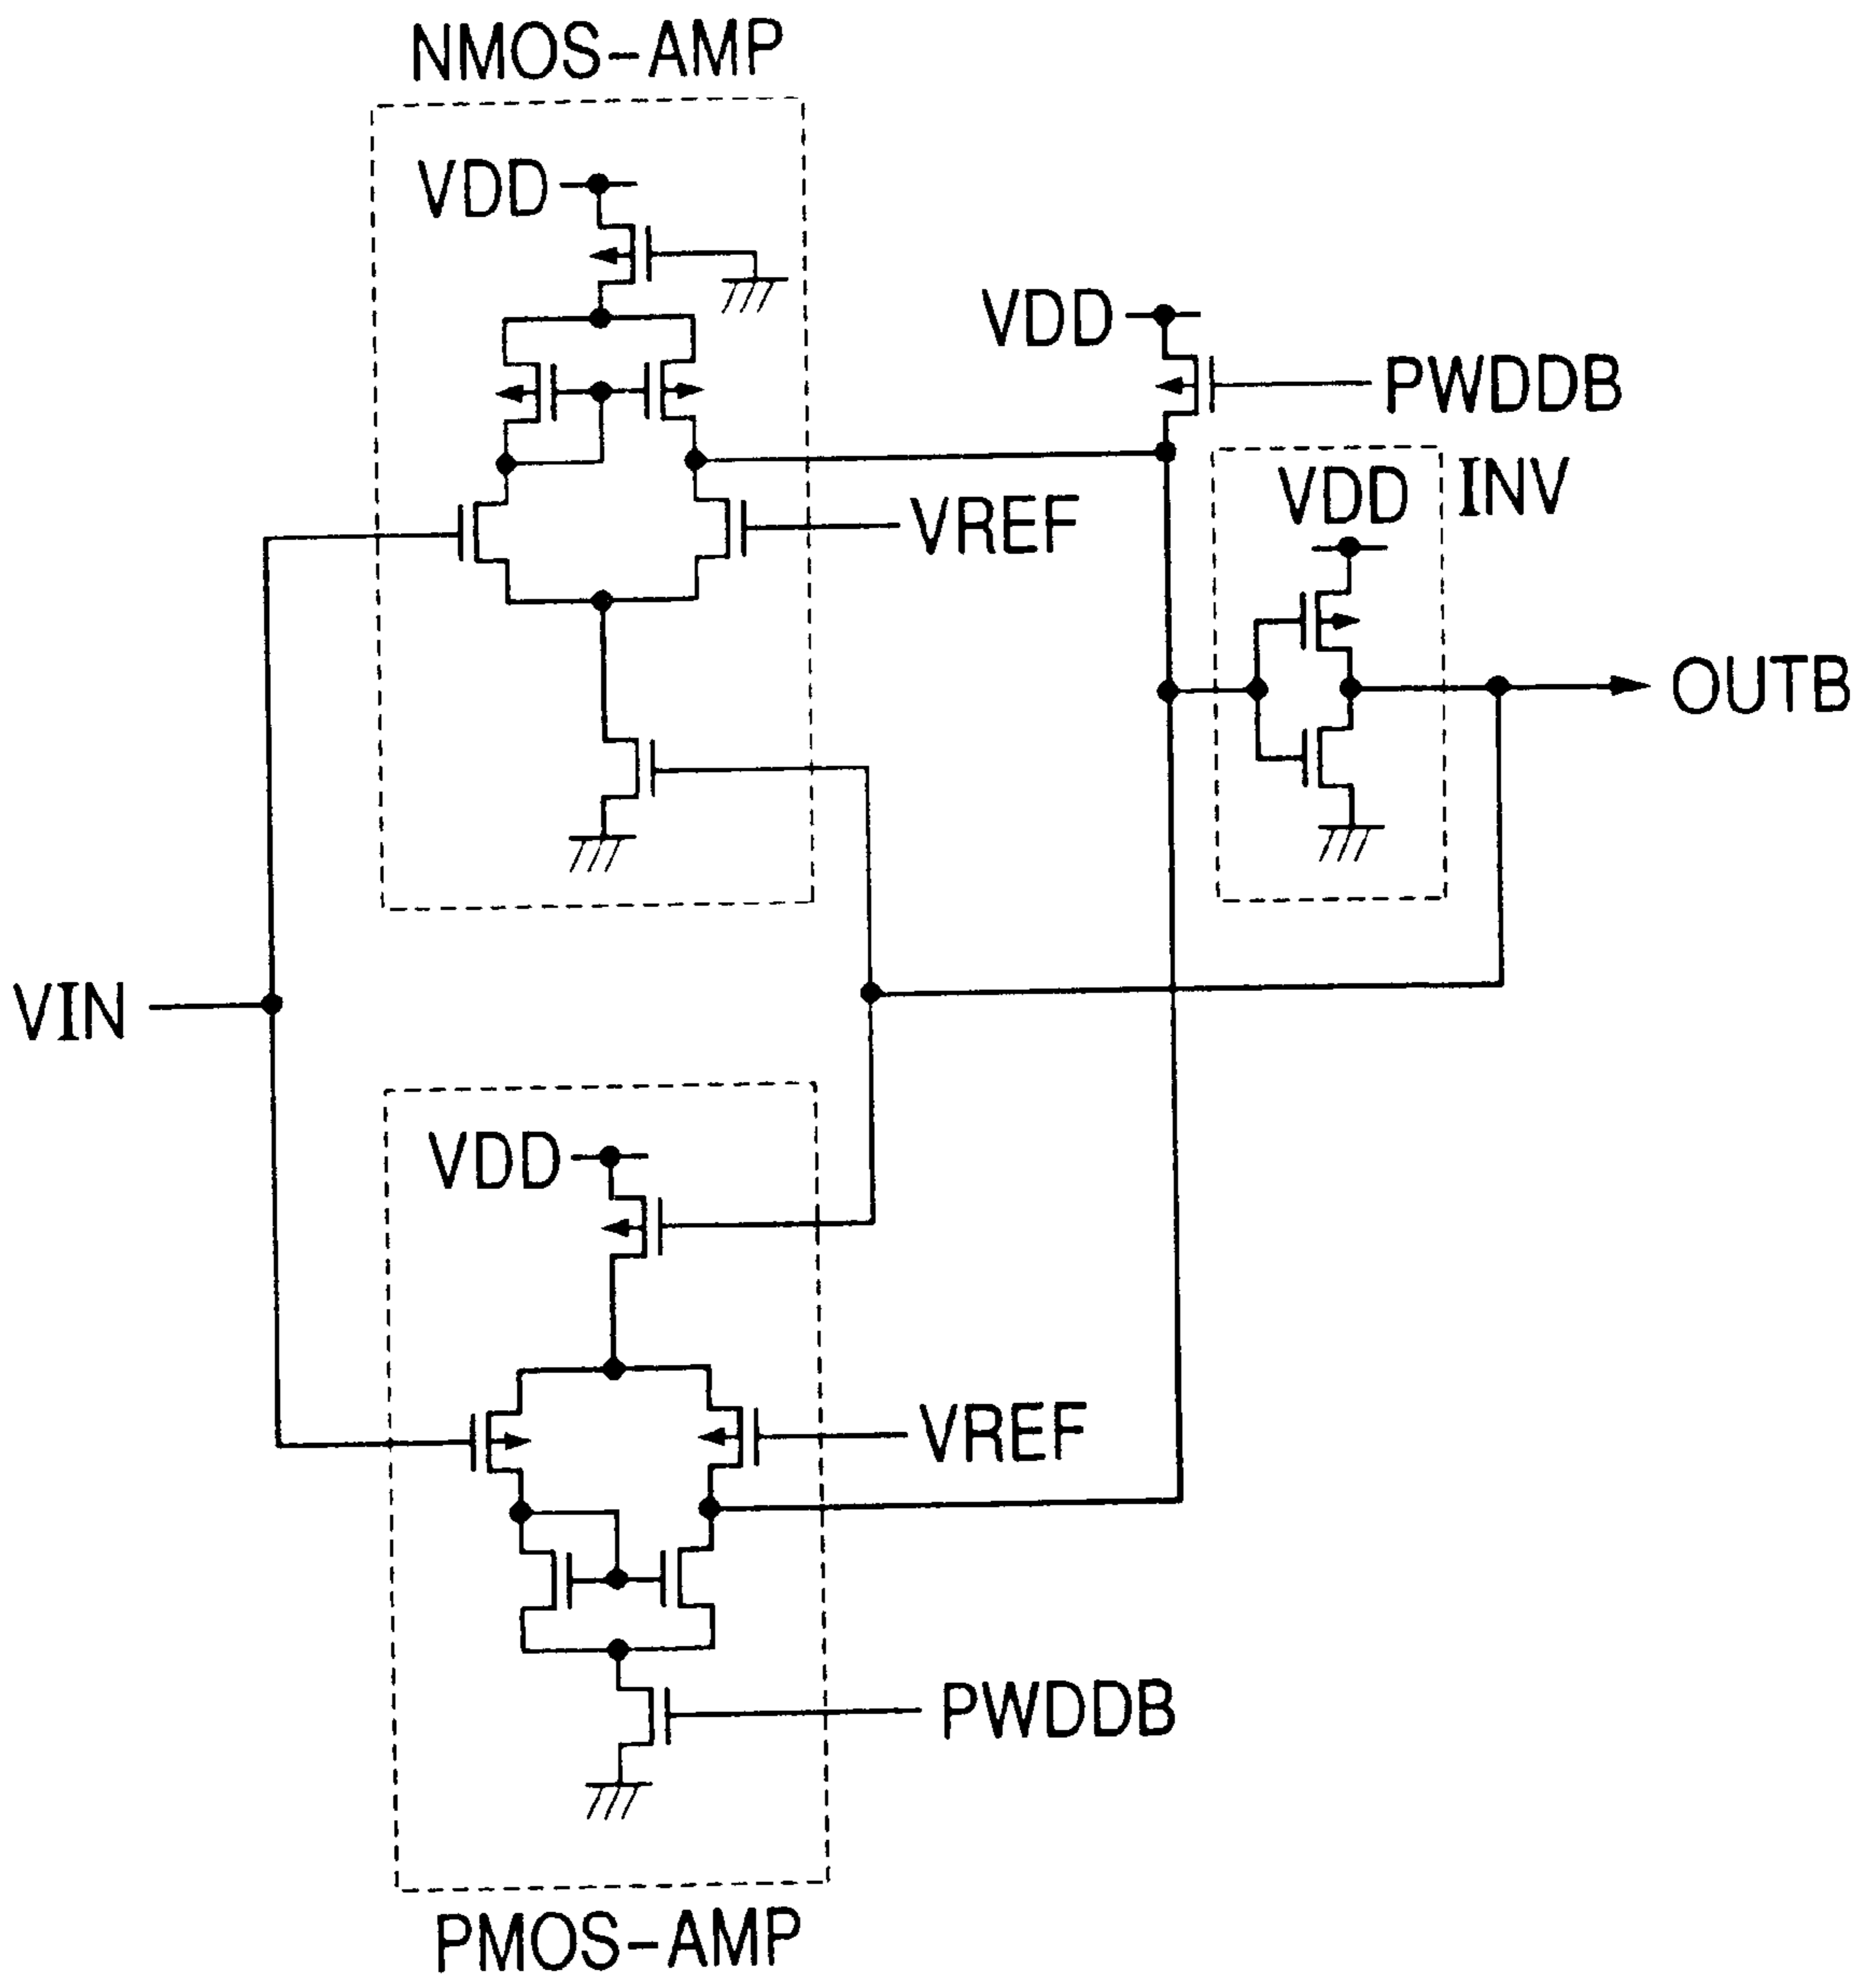 NMOS-AMP
VDD
VDD
PWDDB
VDD
INV
VREF
OUTB
VIN
VDD
VREF
PWDDB
PMOS-AMP